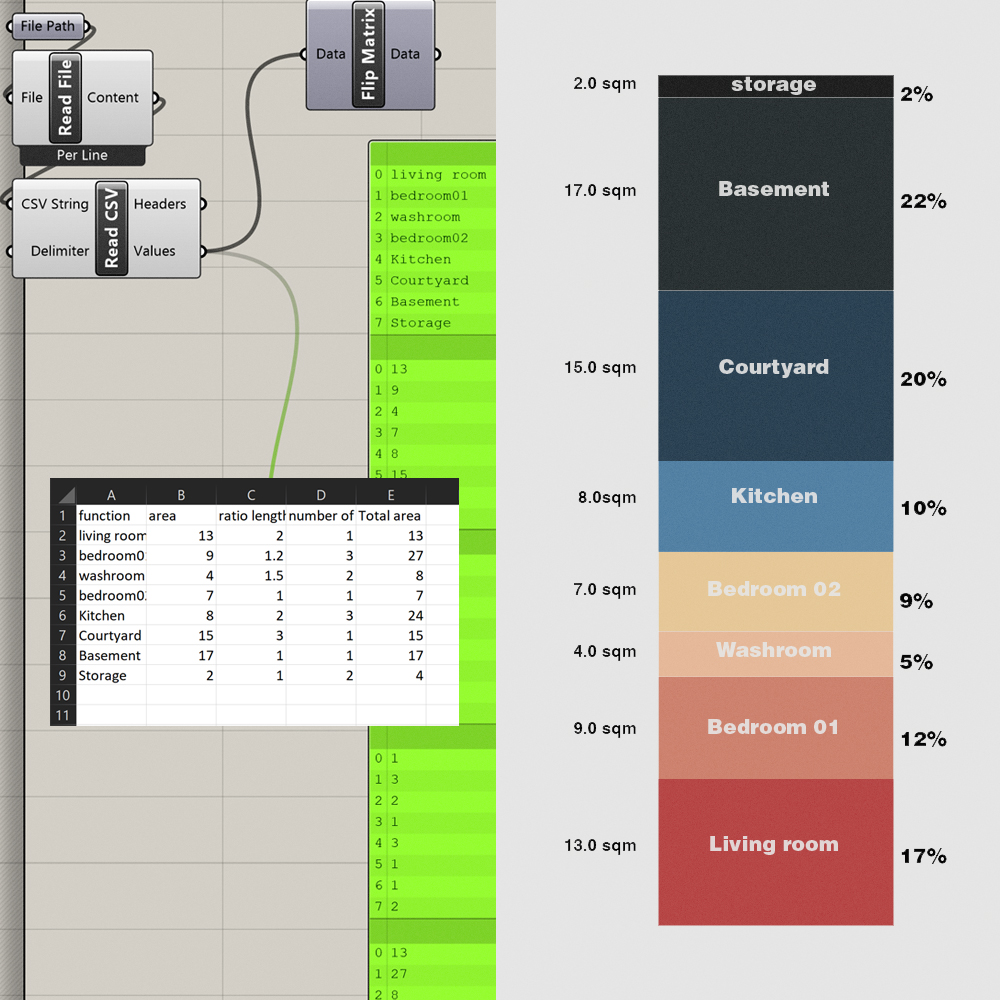 File Path
File
Read File
Content
Per Line
CSV String
Delimiter
Read CSV
Headers
Values
Data
Flip Matrix
Data
0 living room
1 bedroom01
2 washroom
3 bedroom02
4 Kitchen
5 Courtyard
6 Basement
7 Storage
0 13
1 9
2 4
3 7
4 8
5 15
A B C D E
1 function area ratio length number of Total area
2 living room 13 2 1 13
3 bedroom0 9 1.2 3 27
4 washroom 4 1.5 2 8
5 bedroom0 7 1 1 7
6 Kitchen 8 2 3 24
7 Courtyard 15 3 1 15
8 Basement 17 1 1 17
9 Storage 2 1 2 4
10
11
0 1
1 3
2 2
3 1
4 3
5 1
6 1
7 2
0 13
1 27
2 8
2.0 sqm storage 2%
17.0 sqm Basement 22%
15.0 sqm Courtyard 20%
8.0sqm Kitchen 10%
7.0 sqm Bedroom 02 9%
4.0 sqm Washroom 5%
9.0 sqm Bedroom 01 12%
13.0 sqm Living room 17%